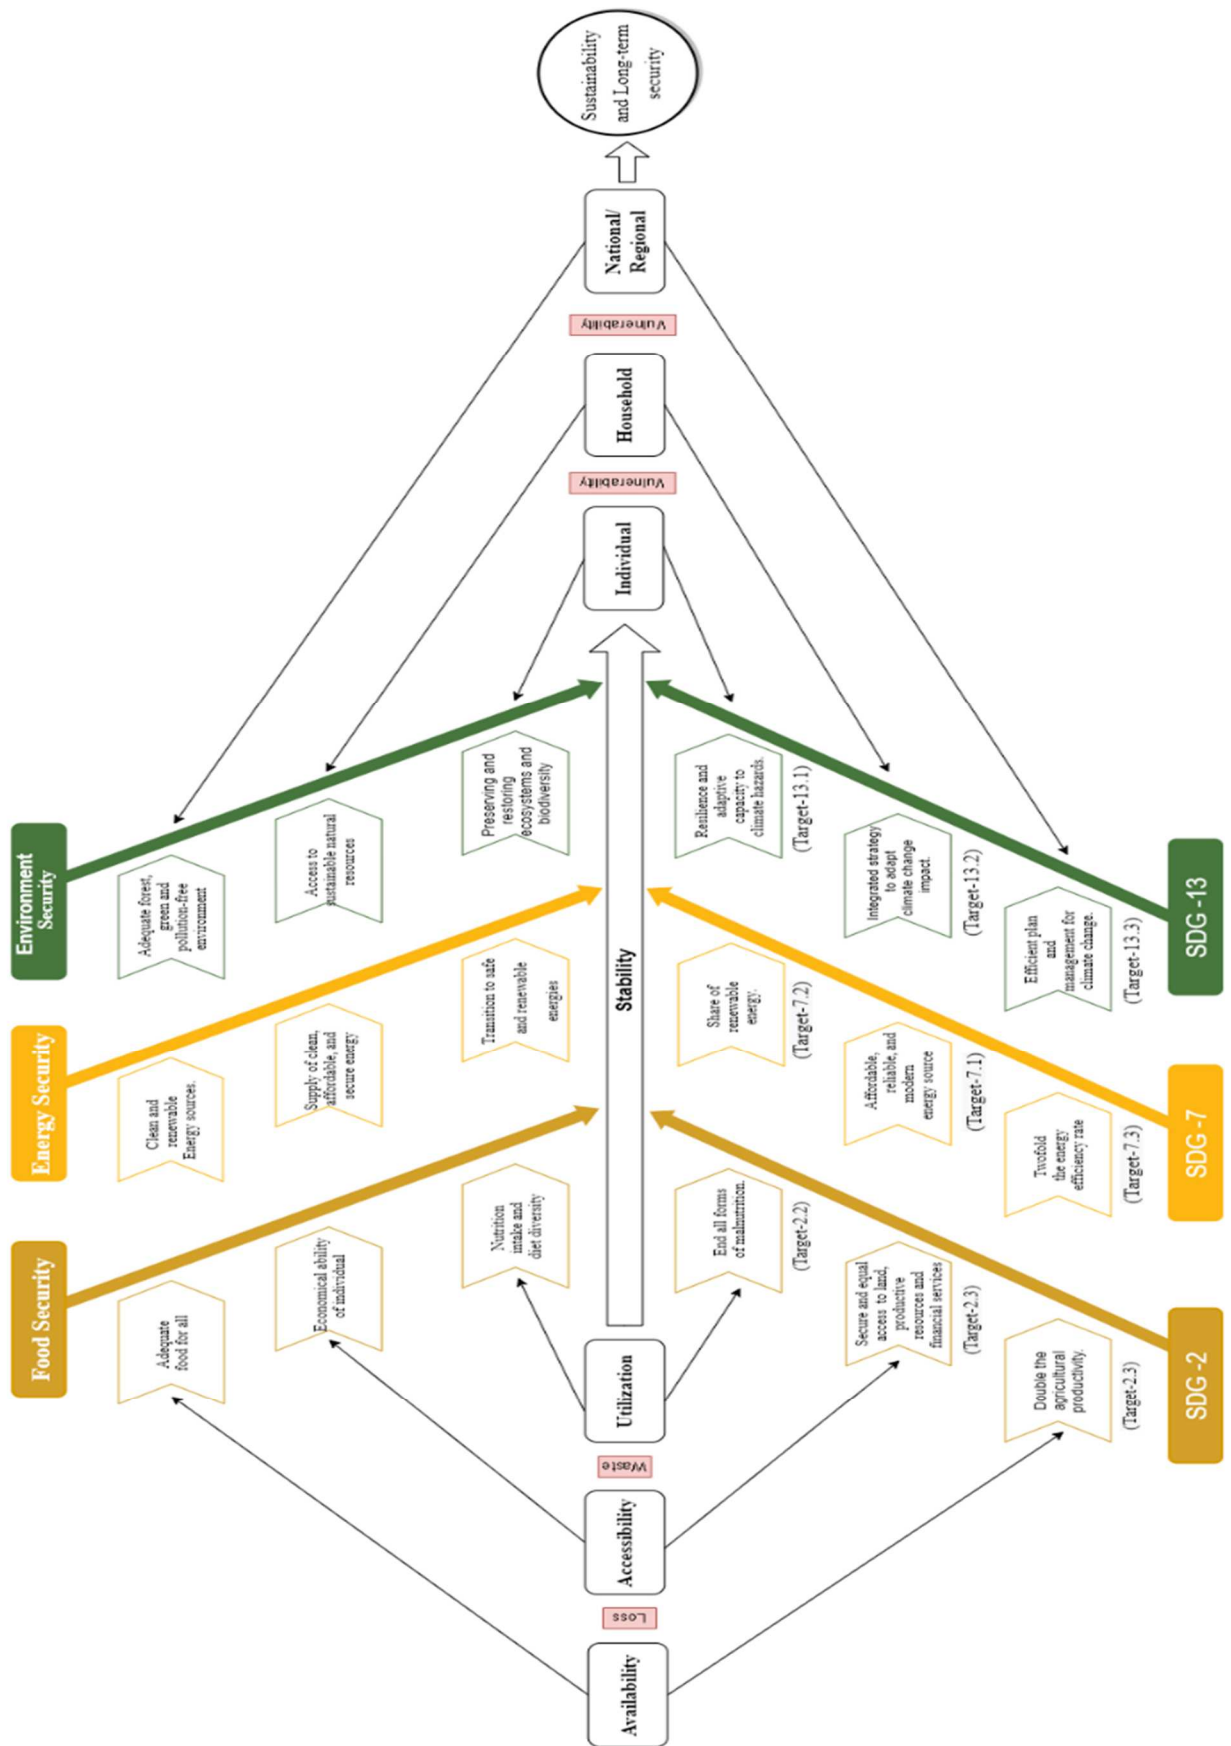 Food Security
Energy Security
Environment
Security
Adequate
food for all
Clean and
renewable
Energy sources.
Adequate forest,
green and
pollution-free
environment
Economical ability
of individual
Supply of clean,
affordable, and
secure energy
Access to
sustainable natural
resources
Nutrition
intake and
diet diversity
Transition to safe
and renewable
energies
Preserving and
restoring
ecosystems and
biodiversity
Availability
Loss
Accessibility
Waste
Utilization
Stability
Individual
Vulnerability
Household
Vulnerability
National/
Regional
Sustainability
and Long-term
security
End all forms
of malnutrition.
(Target-2.2)
Share of
renewable
energy.
(Target-7.2)
Resilience and
adaptive
capacity to
climate hazards.
(Target-13.1)
Secure and equal
access to land,
productive
resources and
financial services
(Target-2.3)
Affordable,
reliable, and
modern
energy source
(Target-7.1)
Integrated strategy
to adapt
climate change
impact.
(Target-13.2)
Double the
agricultural
productivity.
(Target-2.3)
Twofold
the energy
efficiency rate
(Target-7.3)
Efficient plan
and
management for
climate change.
(Target-13.3)
SDG -2
SDG -7
SDG -13